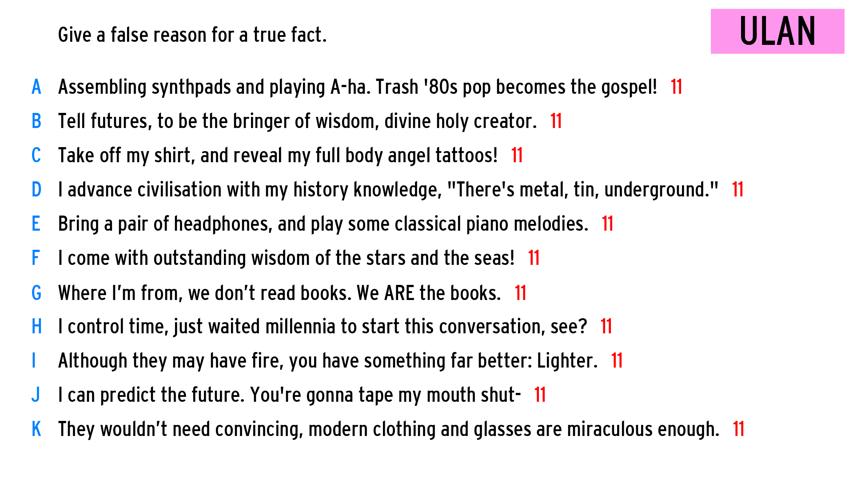 Give a false reason for a true fact.
ULAN
A Assembling synthpads and playing A-ha. Trash '80s pop becomes the gospel! 11
B Tell futures, to be the bringer of wisdom, divine holy creator. 11
C Take off my shirt, and reveal my full body angel tattoos! 11
D I advance civilisation with my history knowledge, "There's metal, tin, underground." 11
E Bring a pair of headphones, and play some classical piano melodies. 11
F I come with outstanding wisdom of the stars and the seas! 11
G Where I'm from, we don't read books. We ARE the books. 11
H I control time, just waited millennia to start this conversation, see? 11
I Although they may have fire, you have something far better: Lighter. 11
J I can predict the future. You're gonna tape my mouth shut- 11
K They wouldn't need convincing, modern clothing and glasses are miraculous enough. 11